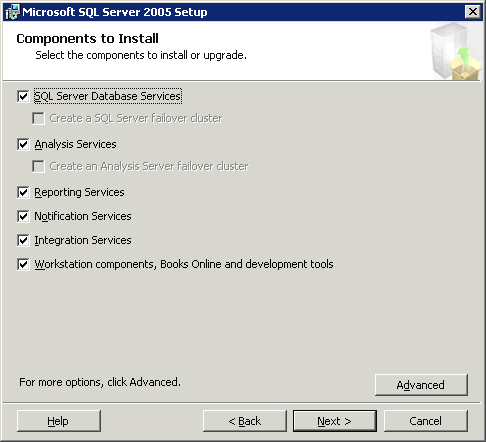 Microsoft SQL Server 2005 Setup
Components to Install
Select the components to install or upgrade.
SQL Server Database Services
Create a SQL Server failover cluster
Analysis Services
Create an Analysis Server failover cluster
Reporting Services
Notification Services
Integration Services
Workstation components, Books Online and development tools
For more options, click Advanced.
Advanced
Help
< Back
Next >
Cancel